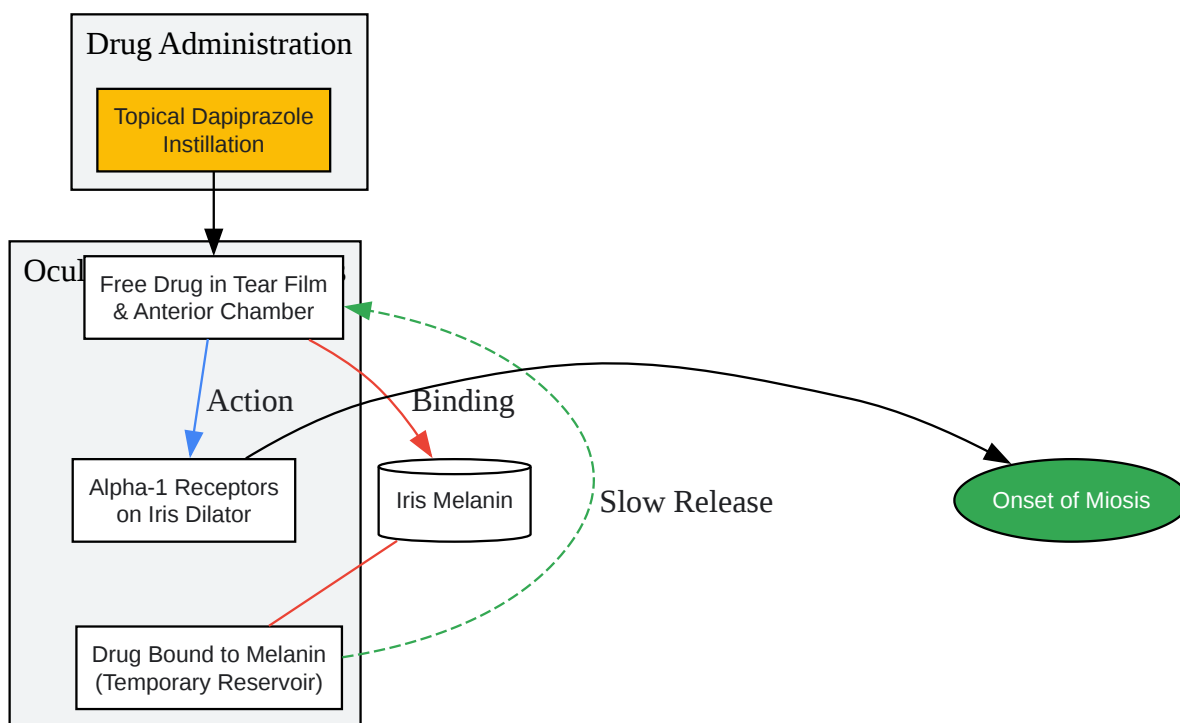 Drug Administration
Topical Dapiprazole
Instillation
Free Drug in Tear Film
& Anterior Chamber
Action
Binding
Alpha-1 Receptors
on Iris Dilator
Iris Melanin
Slow Release
Onset of Miosis
Drug Bound to Melanin
(Temporary Reservoir)